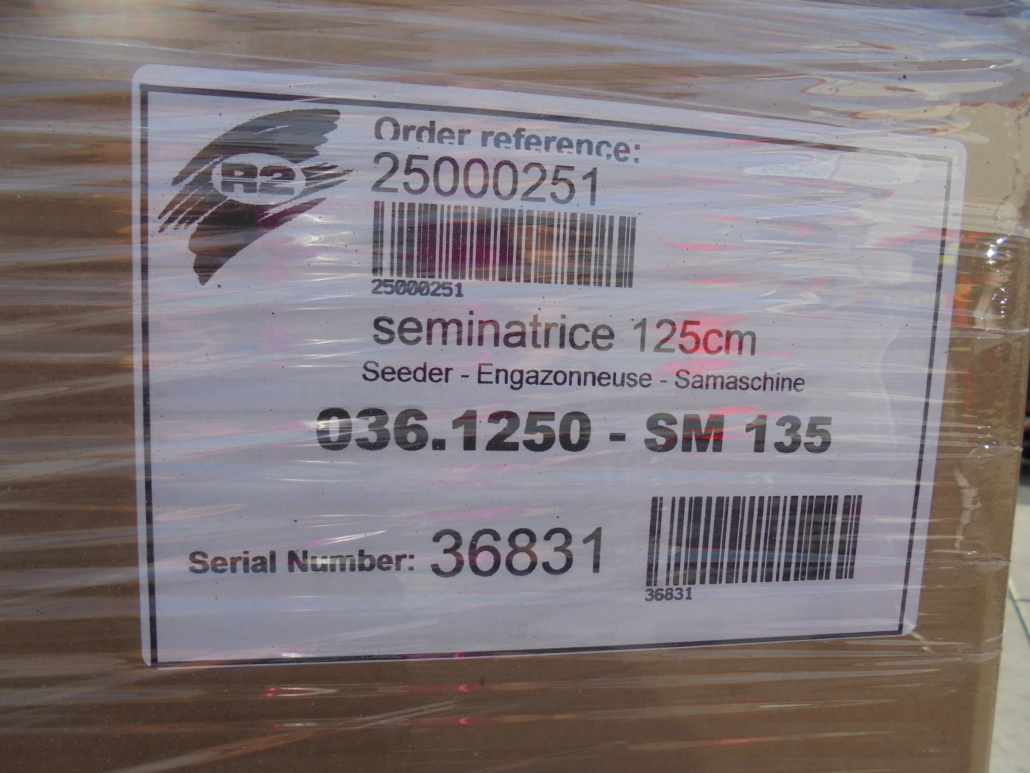 R2
Order reference:
25000251
25000251
seminatrice 125cm
Seeder - Engazonneuse - Samaschine
036.1250 - SM 135
Serial Number: 36831
36831